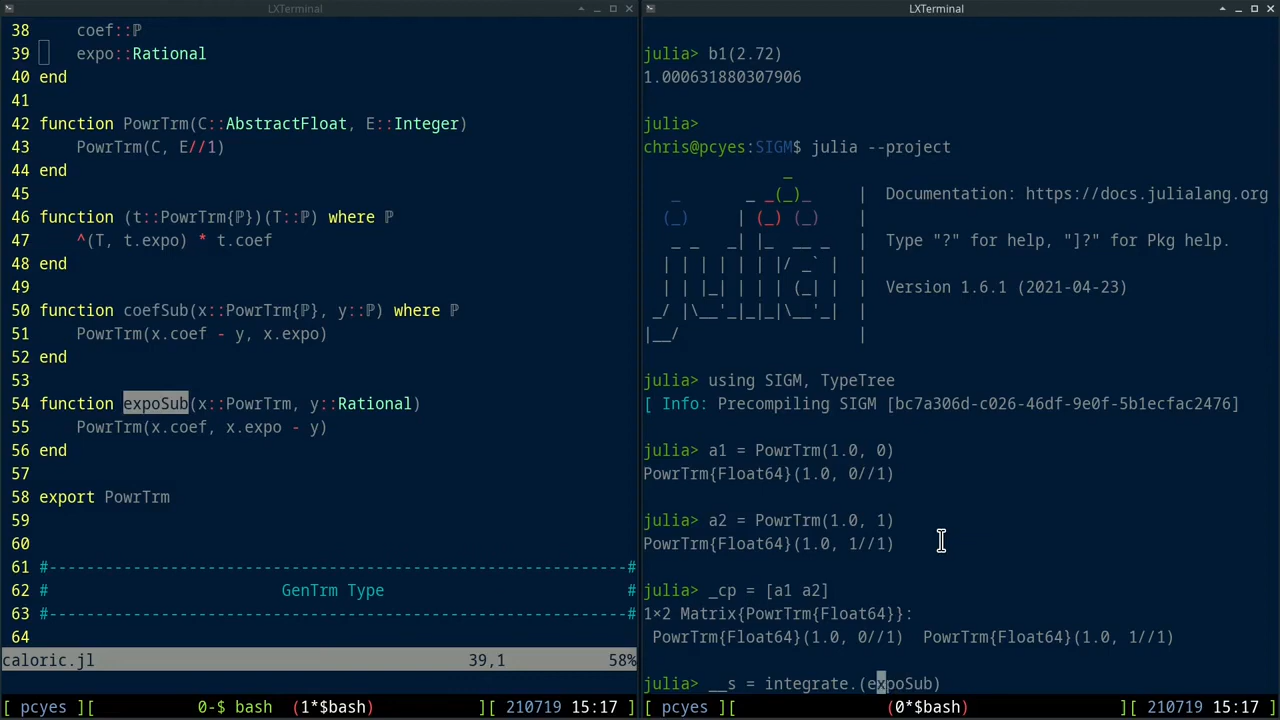 LXTerminal
38     coef::ℙ
39     expo::Rational
40 end
41
42 function PowrTrm(C::AbstractFloat, E::Integer)
43     PowrTrm(C, E//1)
44 end
45
46 function (t::PowrTrm{ℙ})(T::ℙ) where ℙ
47     ^(T, t.expo) * t.coef
48 end
49
50 function coefSub(x::PowrTrm{ℙ}, y::ℙ) where ℙ
51     PowrTrm(x.coef - y, x.expo)
52 end
53
54 function expoSub(x::PowrTrm, y::Rational)
55     PowrTrm(x.coef, x.expo - y)
56 end
57
58 export PowrTrm
59
60
61 #---------------------------------------------------------------#
62 #                         GenTrm Type                           #
63 #---------------------------------------------------------------#
64
caloric.jl                                        39,1           58%
[ pcyes ][              0-$ bash  (1*$bash)            ][ 210719 15:17 ]
LXTerminal
julia> b1(2.72)
1.000631880307906
julia>
chris@pcyes:SIGM$ julia --project
               _
   _       _ _(_)_     |  Documentation: https://docs.julialang.org
  (_)     | (_) (_)    |
   _ _   _| |_  __ _   |  Type "?" for help, "]?" for Pkg help.
  | | | | | | |/ _` |  |
  | | |_| | | | (_| |  |  Version 1.6.1 (2021-04-23)
 _/ |\__'_|_|_|\__'_|  |
|__/                   |
julia> using SIGM, TypeTree
[ Info: Precompiling SIGM [bc7a306d-c026-46df-9e0f-5b1ecfac2476]
julia> a1 = PowrTrm(1.0, 0)
PowrTrm{Float64}(1.0, 0//1)
julia> a2 = PowrTrm(1.0, 1)
PowrTrm{Float64}(1.0, 1//1)
julia> _cp = [a1 a2]
1×2 Matrix{PowrTrm{Float64}}:
 PowrTrm{Float64}(1.0, 0//1)  PowrTrm{Float64}(1.0, 1//1)
julia> __s = integrate.(expoSub)
[ pcyes ][                (0*$bash)                ][ 210719 15:17 ]